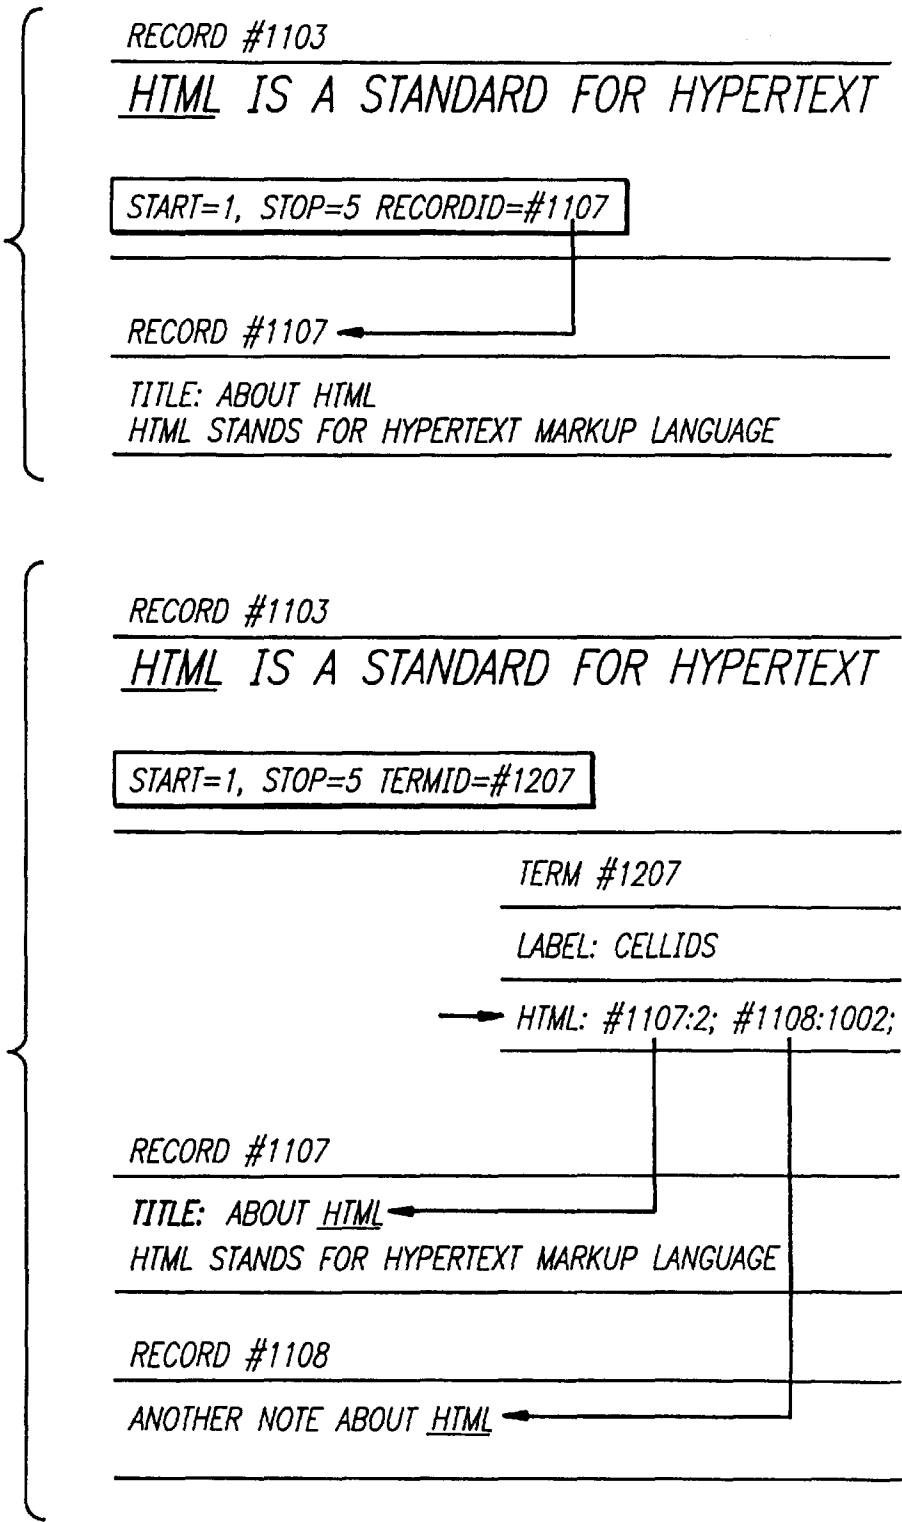 RECORD #1103
HTML IS A STANDARD FOR HYPERTEXT
START=1, STOP=5 RECORDID=#1107
RECORD #1107
TITLE: ABOUT HTML
HTML STANDS FOR HYPERTEXT MARKUP LANGUAGE
RECORD #1103
HTML IS A STANDARD FOR HYPERTEXT
START=1, STOP=5 TERMID=#1207
TERM #1207
LABEL: CELLIDS
HTML: #1107:2; #1108:1002;
RECORD #1107
TITLE: ABOUT HTML
HTML STANDS FOR HYPERTEXT MARKUP LANGUAGE
RECORD #1108
ANOTHER NOTE ABOUT HTML